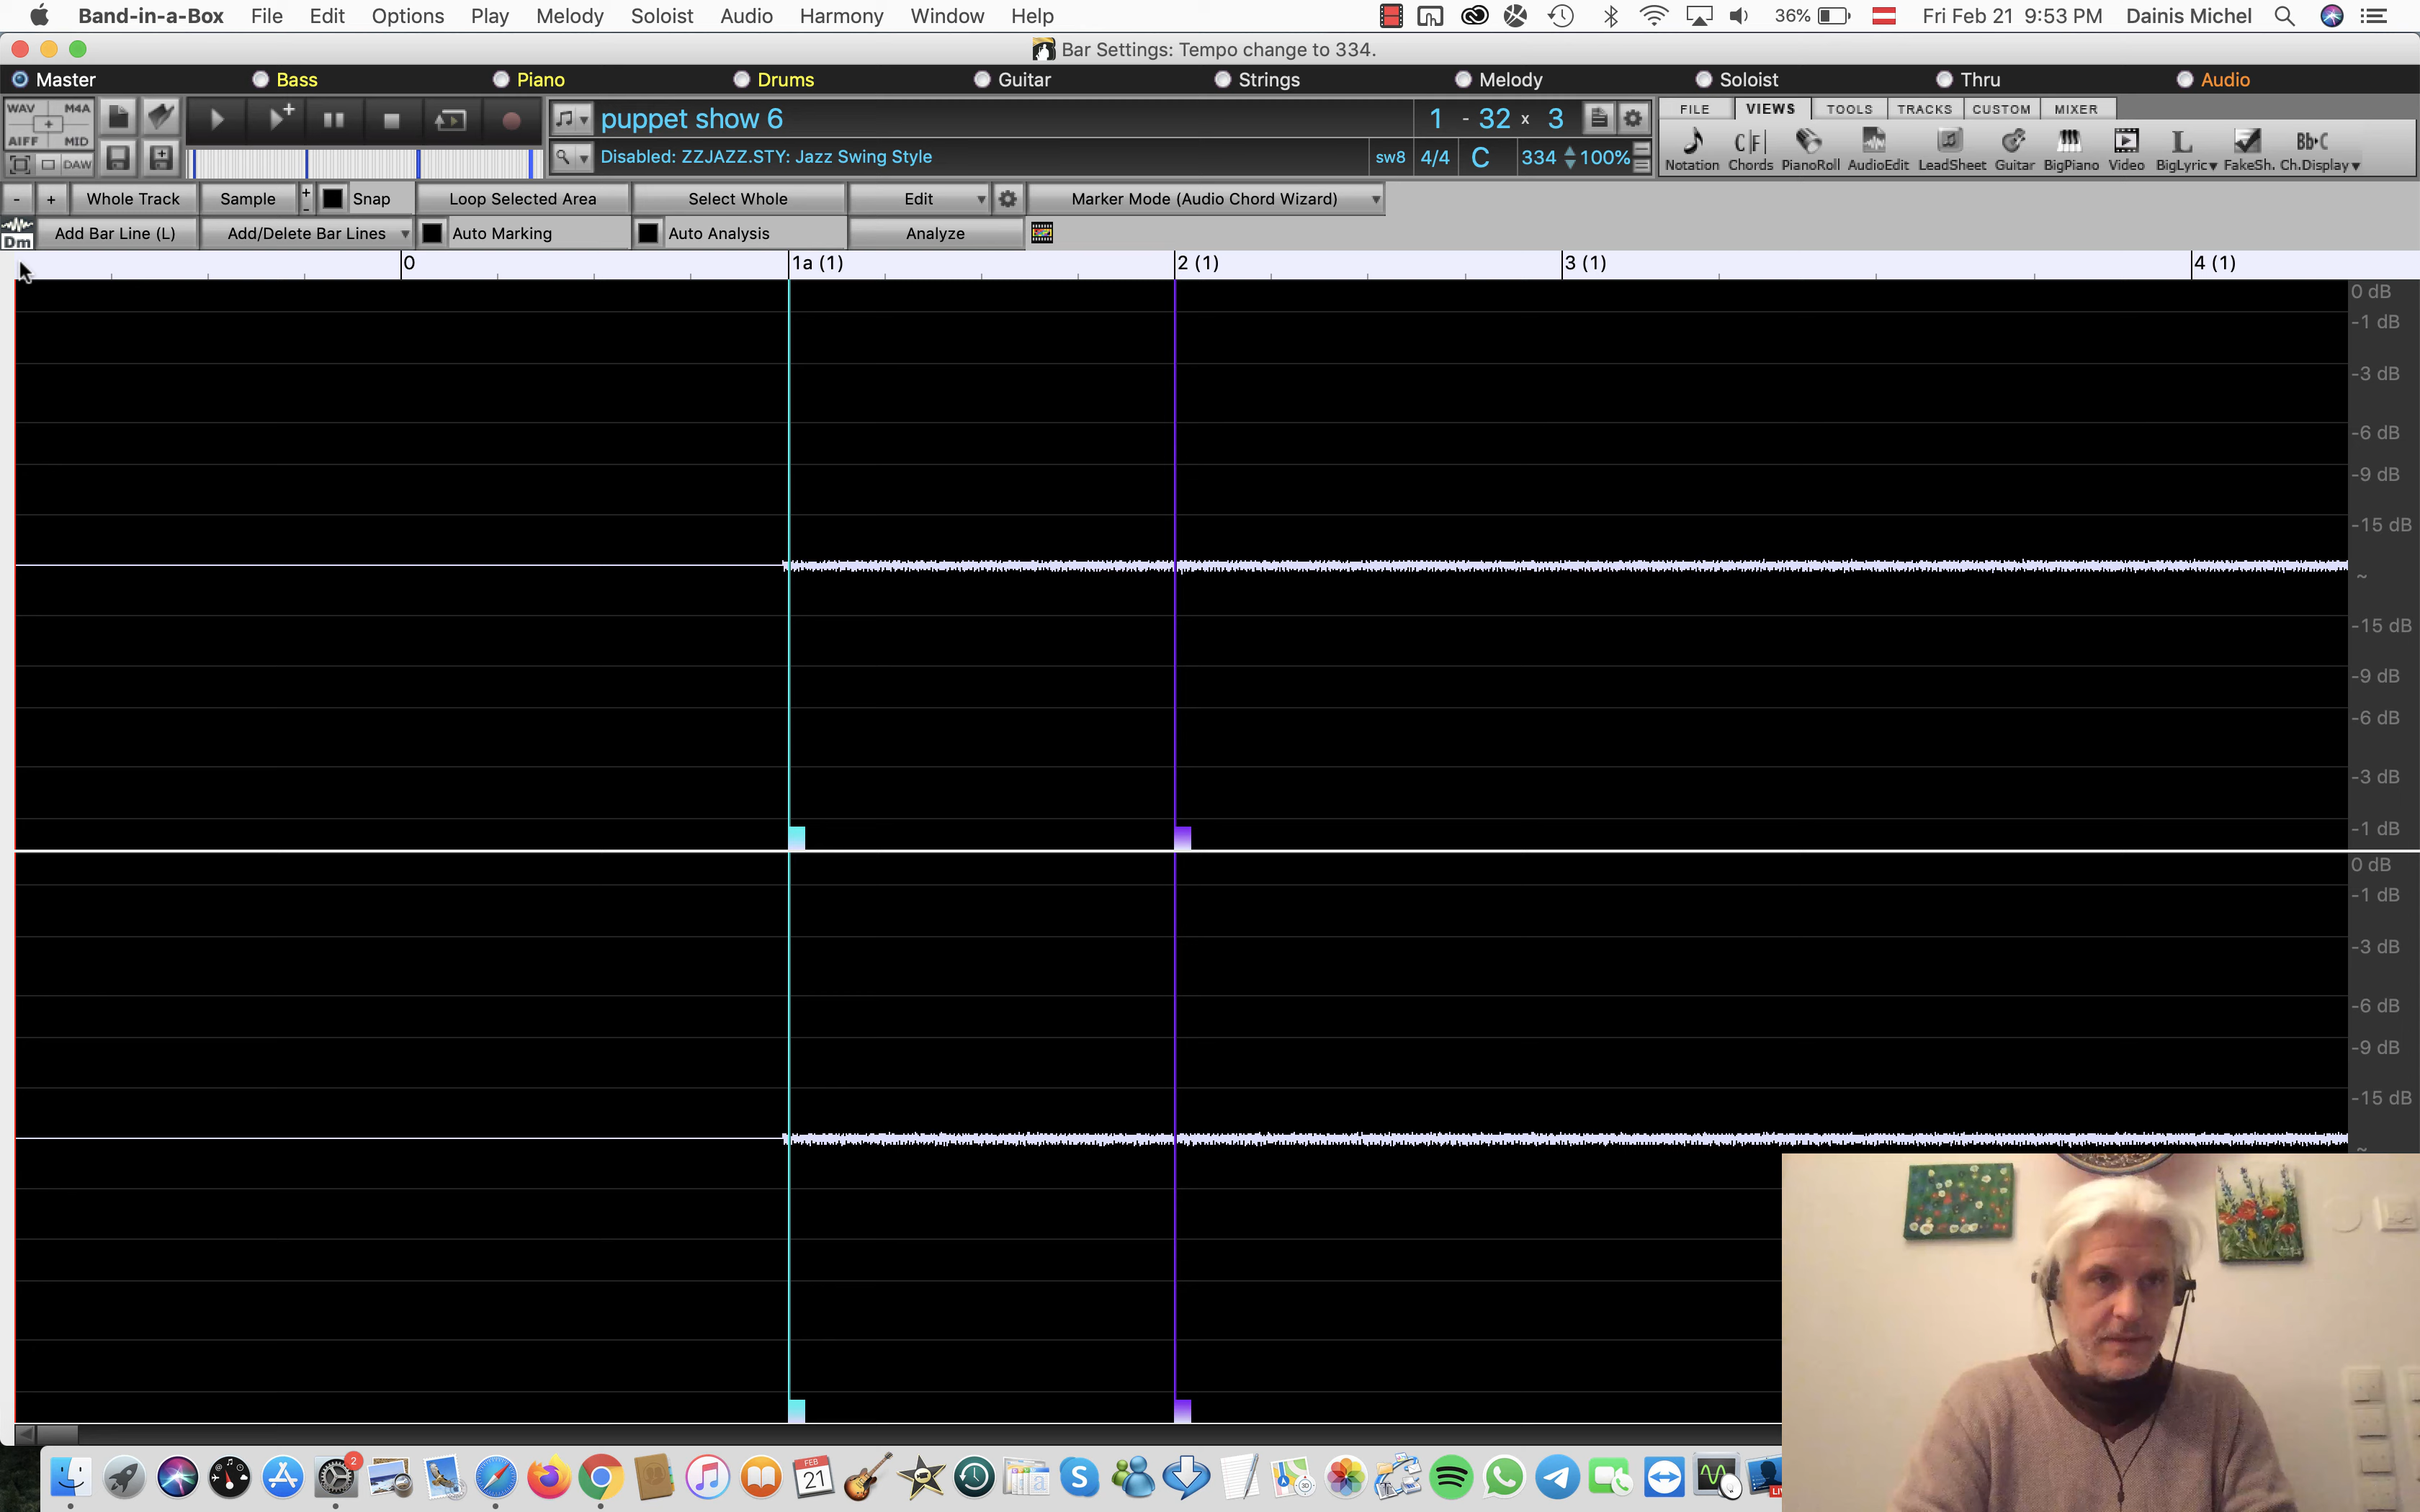 Band-in-a-Box File Edit Options Play Melody Soloist Audio Harmony Window Help 36% Fri Feb 21 9:53 PM Dainis Michel
Bar Settings: Tempo change to 334.
Master Bass Piano Drums Guitar Strings Melody Soloist Thru Audio
WAV M4A
AIFF MID
DAW
puppet show 6 1 - 32 x 3
Disabled: ZZJAZZ.STY: Jazz Swing Style sw8 4/4 C 334 100%
FILE VIEWS TOOLS TRACKS CUSTOM MIXER
Notation Chords PianoRoll AudioEdit LeadSheet Guitar BigPiano Video BigLyric FakeSh. Ch.Display
- + Whole Track Sample + - Snap Loop Selected Area Select Whole Edit Marker Mode (Audio Chord Wizard)
Dm Add Bar Line (L) Add/Delete Bar Lines Auto Marking Auto Analysis Analyze
0 1a (1) 2 (1) 3 (1) 4 (1)
0 dB
-1 dB
-3 dB
-6 dB
-9 dB
-15 dB
~
-15 dB
-9 dB
-6 dB
-3 dB
-1 dB
0 dB
-1 dB
-3 dB
-6 dB
-9 dB
-15 dB
~
2
FEB
21